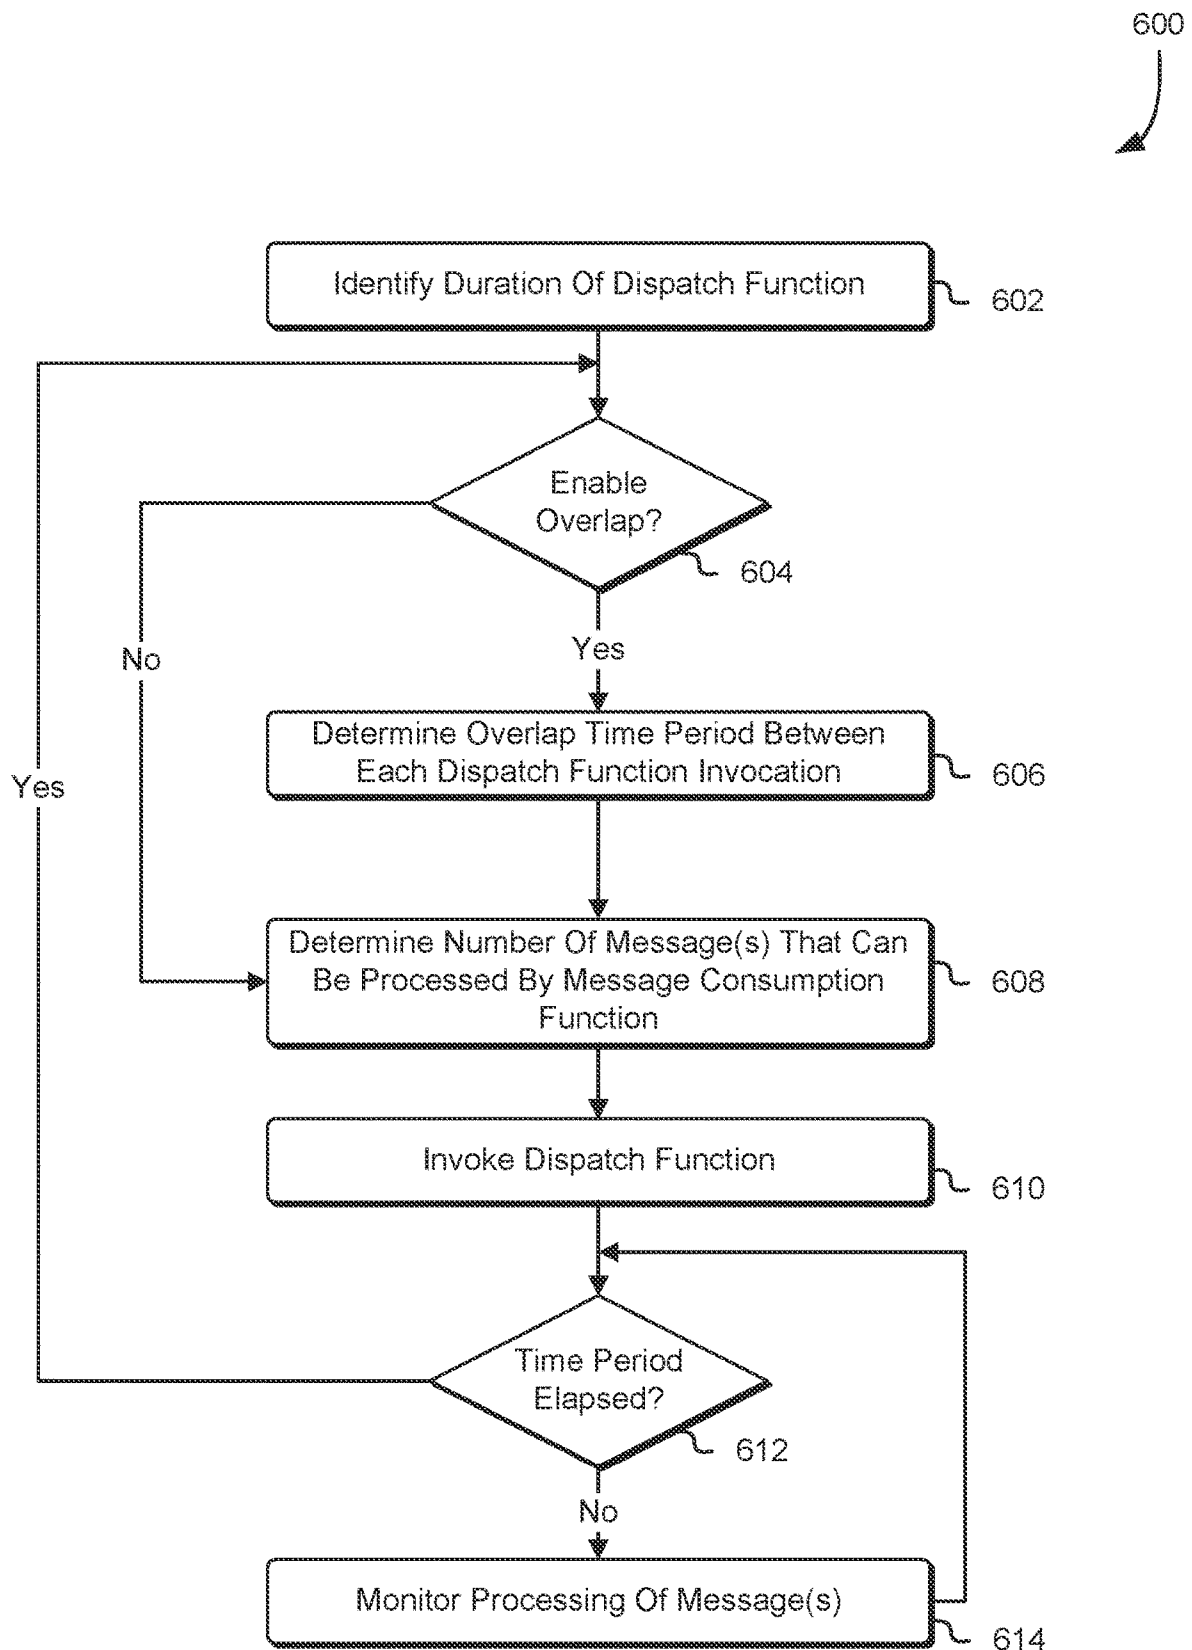 600
Identify Duration Of Dispatch Function
602
Enable
Overlap?
604
Yes
No
Determine Overlap Time Period Between
Each Dispatch Function Invocation
606
Yes
Determine Number Of Message(s) That Can
Be Processed By Message Consumption
Function
608
Invoke Dispatch Function
610
Time Period
Elapsed?
612
No
Monitor Processing Of Message(s)
614